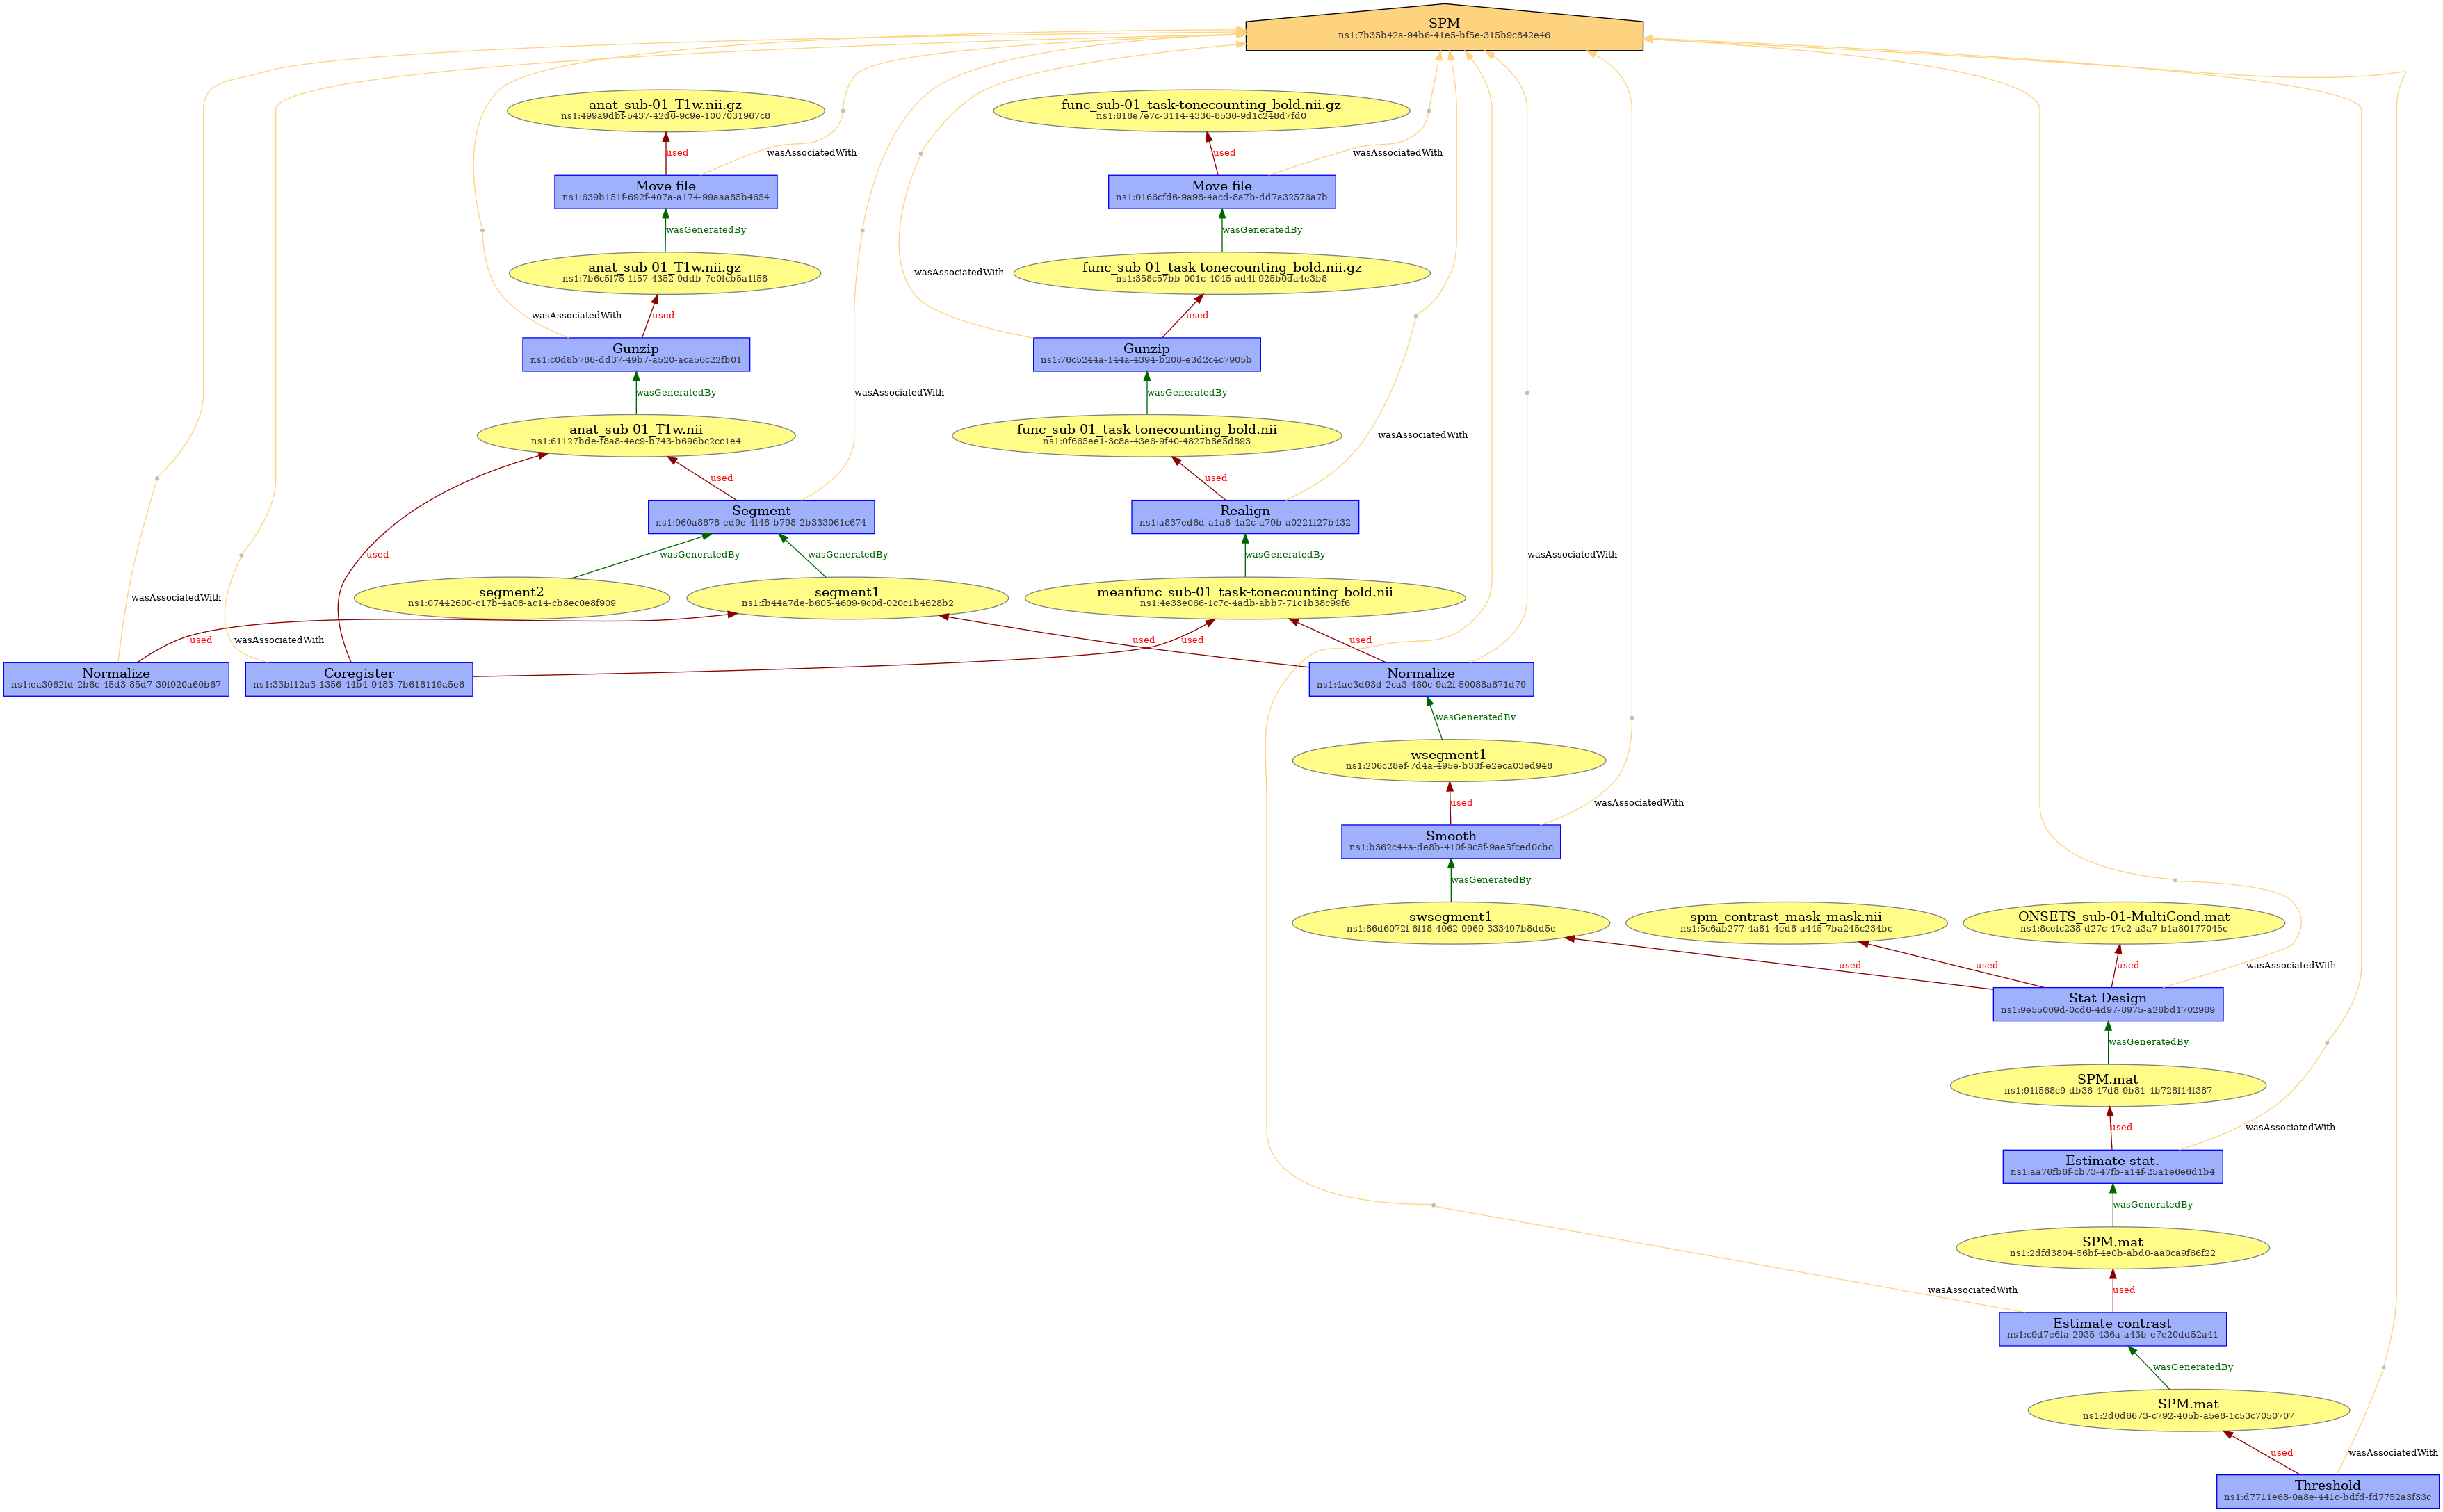 SPM
ns1:7b35b42a-94b6-41e5-bf5e-315b9c842e46
anat_sub-01_T1w.nii.gz
ns1:499a9dbf-5437-42d6-9c9e-1007031967c8
func_sub-01_task-tonecounting_bold.nii.gz
ns1:618e7e7c-3114-4336-8536-9d1c248d7fd0
used
wasAssociatedWith
used
wasAssociatedWith
Move file
ns1:639b151f-692f-407a-a174-99aaa85b4654
Move file
ns1:0166cfd6-9a98-4acd-8a7b-dd7a32576a7b
wasGeneratedBy
wasGeneratedBy
anat_sub-01_T1w.nii.gz
ns1:7b6c5f75-1f57-4352-9ddb-7e0fcb5a1f58
func_sub-01_task-tonecounting_bold.nii.gz
ns1:358c57bb-001c-4045-ad4f-925b0da4e3b8
wasAssociatedWith
wasAssociatedWith
used
used
Gunzip
ns1:c0d8b786-dd37-49b7-a520-aca56c22fb01
Gunzip
ns1:76c5244a-144a-4394-b208-e3d2c4c7905b
wasGeneratedBy
wasAssociatedWith
wasGeneratedBy
anat_sub-01_T1w.nii
ns1:61127bde-f8a8-4ec9-b743-b696bc2cc1e4
func_sub-01_task-tonecounting_bold.nii
ns1:0f665ee1-3c8a-43e6-9f40-4827b8e5d893
wasAssociatedWith
used
used
Segment
ns1:960a8878-ed9e-4f48-b798-2b333061c674
Realign
ns1:a837ed6d-a1a6-4a2c-a79b-a0221f27b432
used
wasGeneratedBy
wasGeneratedBy
wasGeneratedBy
wasAssociatedWith
segment2
ns1:07442600-c17b-4a08-ac14-cb8ec0e8f909
segment1
ns1:fb44a7de-b605-4609-9c0d-020c1b4628b2
meanfunc_sub-01_task-tonecounting_bold.nii
ns1:4e33e066-1c7c-4adb-abb7-71c1b38c99f6
wasAssociatedWith
used
wasAssociatedWith
used
used
used
Normalize
ns1:ea3062fd-2b6c-45d3-85d7-39f920a60b67
Coregister
ns1:33bf12a3-1356-44b4-9483-7b618119a5e6
Normalize
ns1:4ae3d93d-2ca3-480c-9a2f-50088a671d79
wasGeneratedBy
wsegment1
ns1:206c28ef-7d4a-495e-b33f-e2eca03ed948
used
wasAssociatedWith
Smooth
ns1:b362c44a-de8b-410f-9c5f-9ae5fced0cbc
wasGeneratedBy
swsegment1
ns1:86d6072f-6f18-4062-9969-333497b8dd5e
spm_contrast_mask_mask.nii
ns1:5c6ab277-4a81-4ed8-a445-7ba245c234bc
ONSETS_sub-01-MultiCond.mat
ns1:8cefc238-d27c-47c2-a3a7-b1a80177045c
used
used
used
wasAssociatedWith
Stat Design
ns1:9e55009d-0cd6-4d97-8975-a26bd1702969
wasGeneratedBy
SPM.mat
ns1:91f568c9-db36-47d8-9b81-4b728f14f387
used
wasAssociatedWith
Estimate stat.
ns1:aa76fb6f-cb73-47fb-a14f-25a1e6e6d1b4
wasGeneratedBy
SPM.mat
ns1:2dfd3804-56bf-4e0b-abd0-aa0ca9f66f22
wasAssociatedWith
used
Estimate contrast
ns1:c9d7e6fa-2935-436a-a43b-e7e20dd52a41
wasGeneratedBy
SPM.mat
ns1:2d0d6673-c792-405b-a5e8-1c53c7050707
used
wasAssociatedWith
Threshold
ns1:d7711e68-0a8e-441c-bdfd-fd7752a3f33c